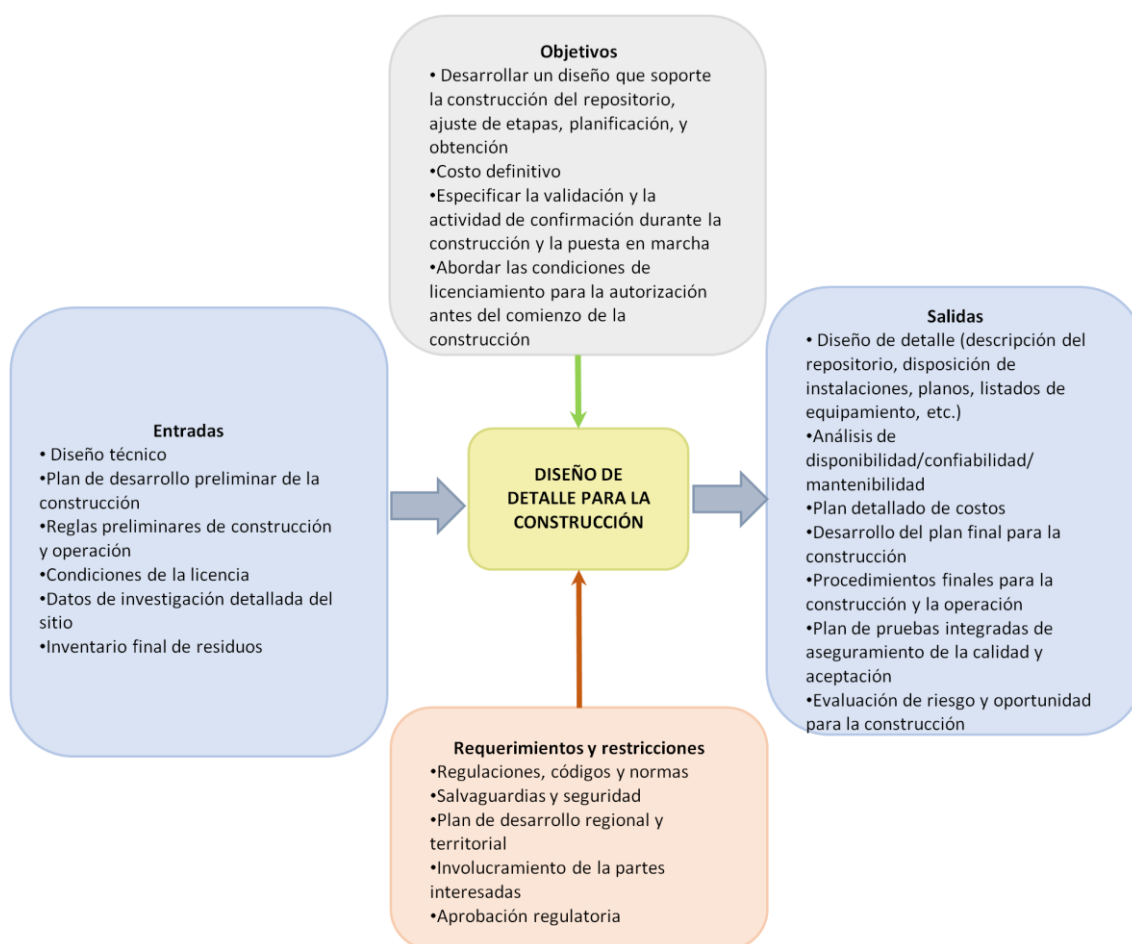 Objetivos
• Desarrollar un diseño que soporte
la construcción del repositorio,
ajuste de etapas, planificación, y
obtención
•Costo definitivo
•Especificar la validación y la
actividad de confirmación durante
la construcción y la puesta en marcha
•Abordar las condiciones de
licenciamiento para la autorización
antes del comienzo de la
construcción
Entradas
• Diseño técnico
•Plan de desarrollo preliminar de la
construcción
•Reglas preliminares de construcción
y operación
•Condiciones de la licencia
•Datos de investigación detallada del
sitio
•Inventario final de residuos
DISEÑO DE
DETALLE PARA LA
CONSTRUCCIÓN
Salidas
• Diseño de detalle (descripción del
repositorio, disposición de
instalaciones, planos, listados de
equipamiento, etc.)
•Análisis de
disponibilidad/confiabilidad/
mantenibilidad
•Plan detallado de costos
•Desarrollo del plan final para la
construcción
•Procedimientos finales para la
construcción y la operación
•Plan de pruebas integradas de
aseguramiento de la calidad y
aceptación
•Evaluación de riesgo y oportunidad
para la construcción
Requerimientos y restricciones
•Regulaciones, códigos y normas
•Salvaguardias y seguridad
•Plan de desarrollo regional y
territorial
•Involucramiento de la partes
interesadas
•Aprobación regulatoria